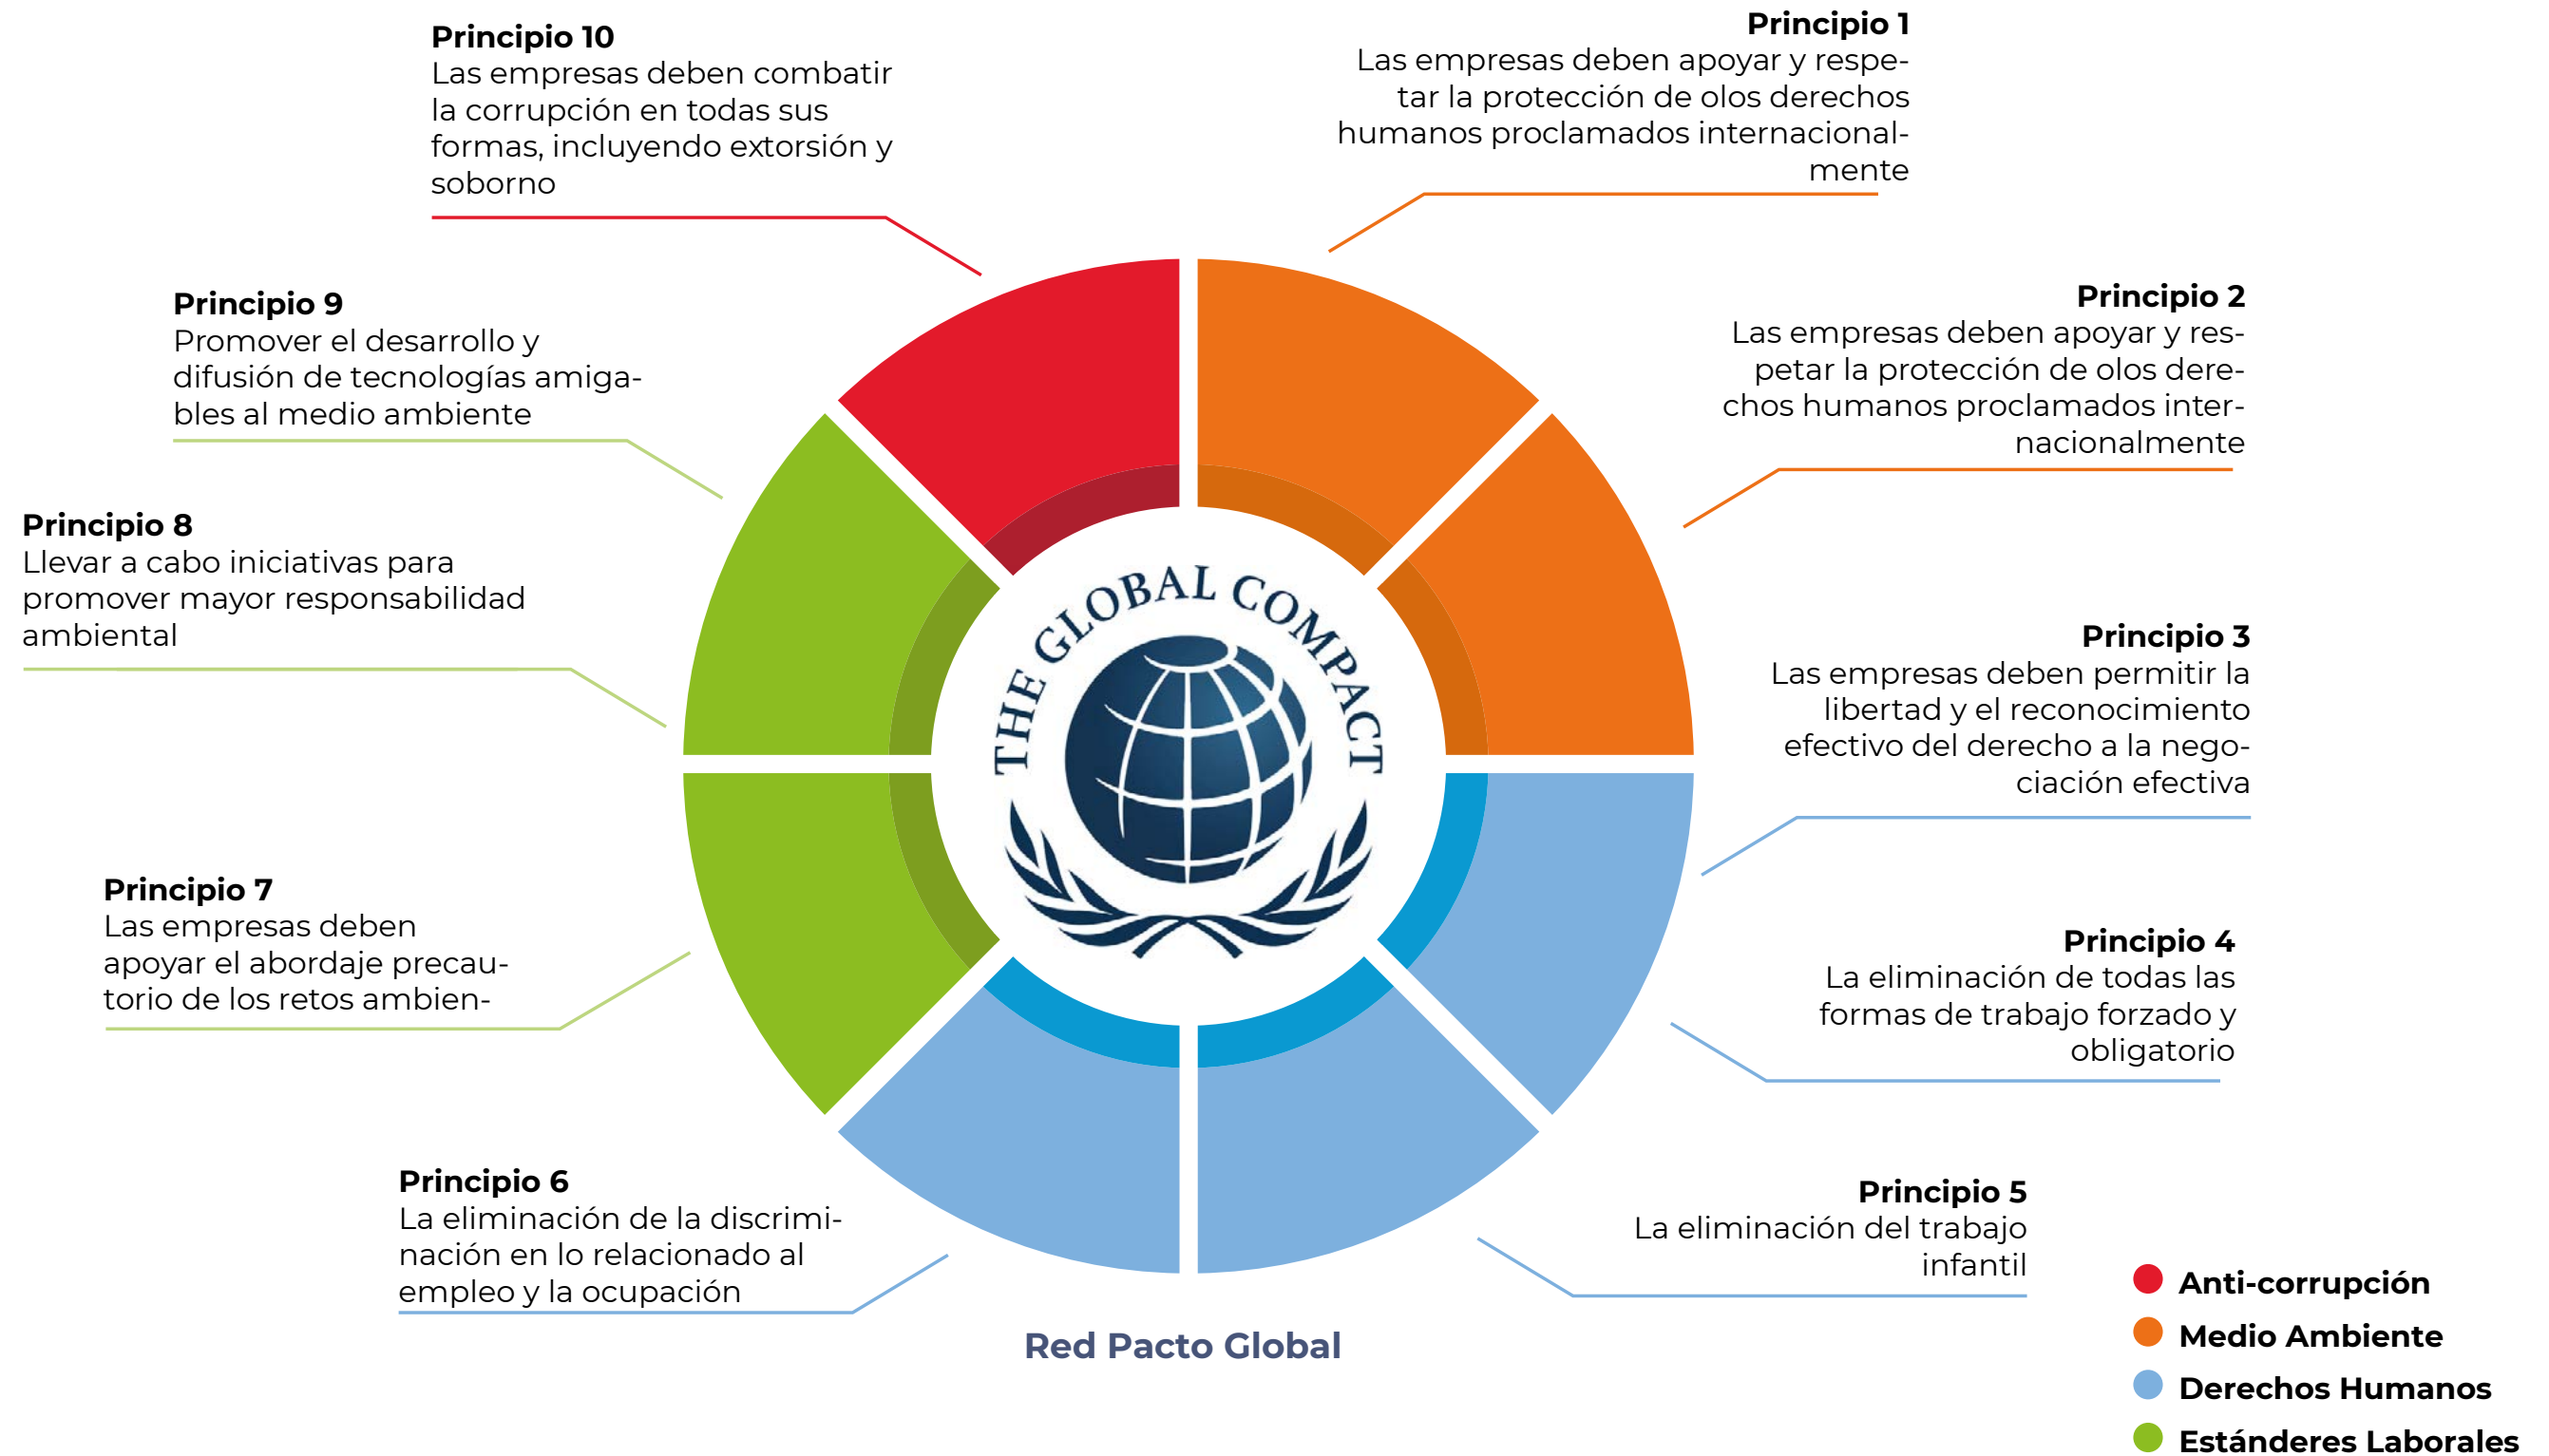 Principio 10
Las empresas deben combatir
la corrupción en todas sus
formas, incluyendo extorsión y
soborno
Principio 1
Las empresas deben apoyar y respe-
tar la protección de olos derechos
humanos proclamados internacional-
mente
Principio 9
Promover el desarrollo y
difusión de tecnologías amiga-
bles al medio ambiente
Principio 2
Las empresas deben apoyar y res-
petar la protección de olos dere-
chos humanos proclamados inter-
nacionalmente
Principio 8
Llevar a cabo iniciativas para
promover mayor responsabilidad
ambiental
THE GLOBAL COMPACT
Principio 3
Las empresas deben permitir la
libertad y el reconocimiento
efectivo del derecho a la nego-
ciación efectiva
Principio 7
Las empresas deben
apoyar el abordaje precau-
torio de los retos ambien-
Principio 4
La eliminación de todas las
formas de trabajo forzado y
obligatorio
Principio 6
La eliminación de la discrimi-
nación en lo relacionado al
empleo y la ocupación
Principio 5
La eliminación del trabajo
infantil
Red Pacto Global
Anti-corrupción
Medio Ambiente
Derechos Humanos
Estánderes Laborales